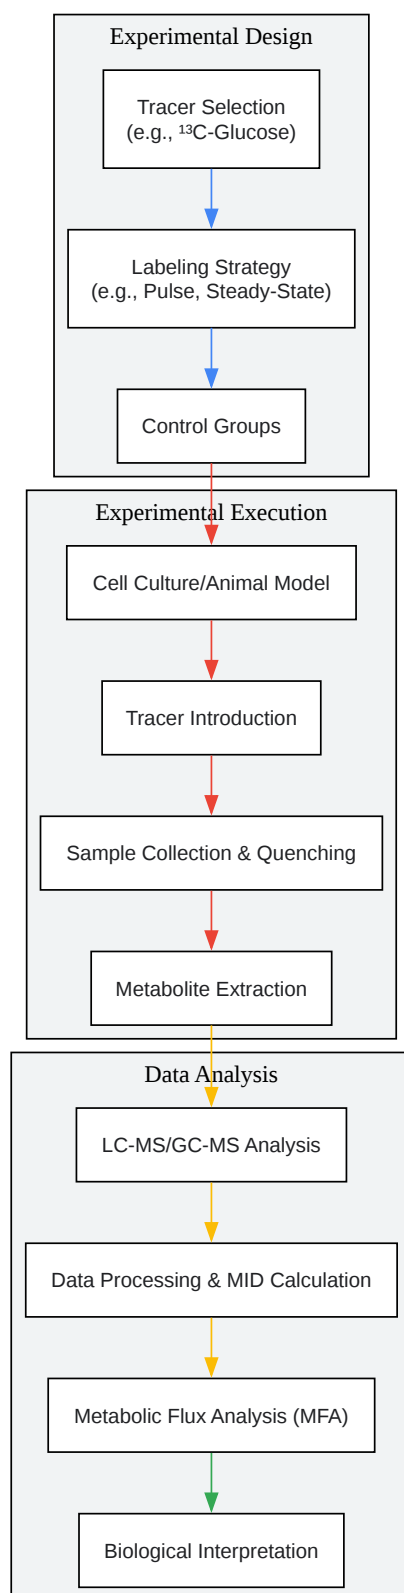 Experimental Design
Tracer Selection
(e.g., ¹³C-Glucose)
Labeling Strategy
(e.g., Pulse, Steady-State)
Control Groups
Experimental Execution
Cell Culture/Animal Model
Tracer Introduction
Sample Collection & Quenching
Metabolite Extraction
Data Analysis
LC-MS/GC-MS Analysis
Data Processing & MID Calculation
Metabolic Flux Analysis (MFA)
Biological Interpretation